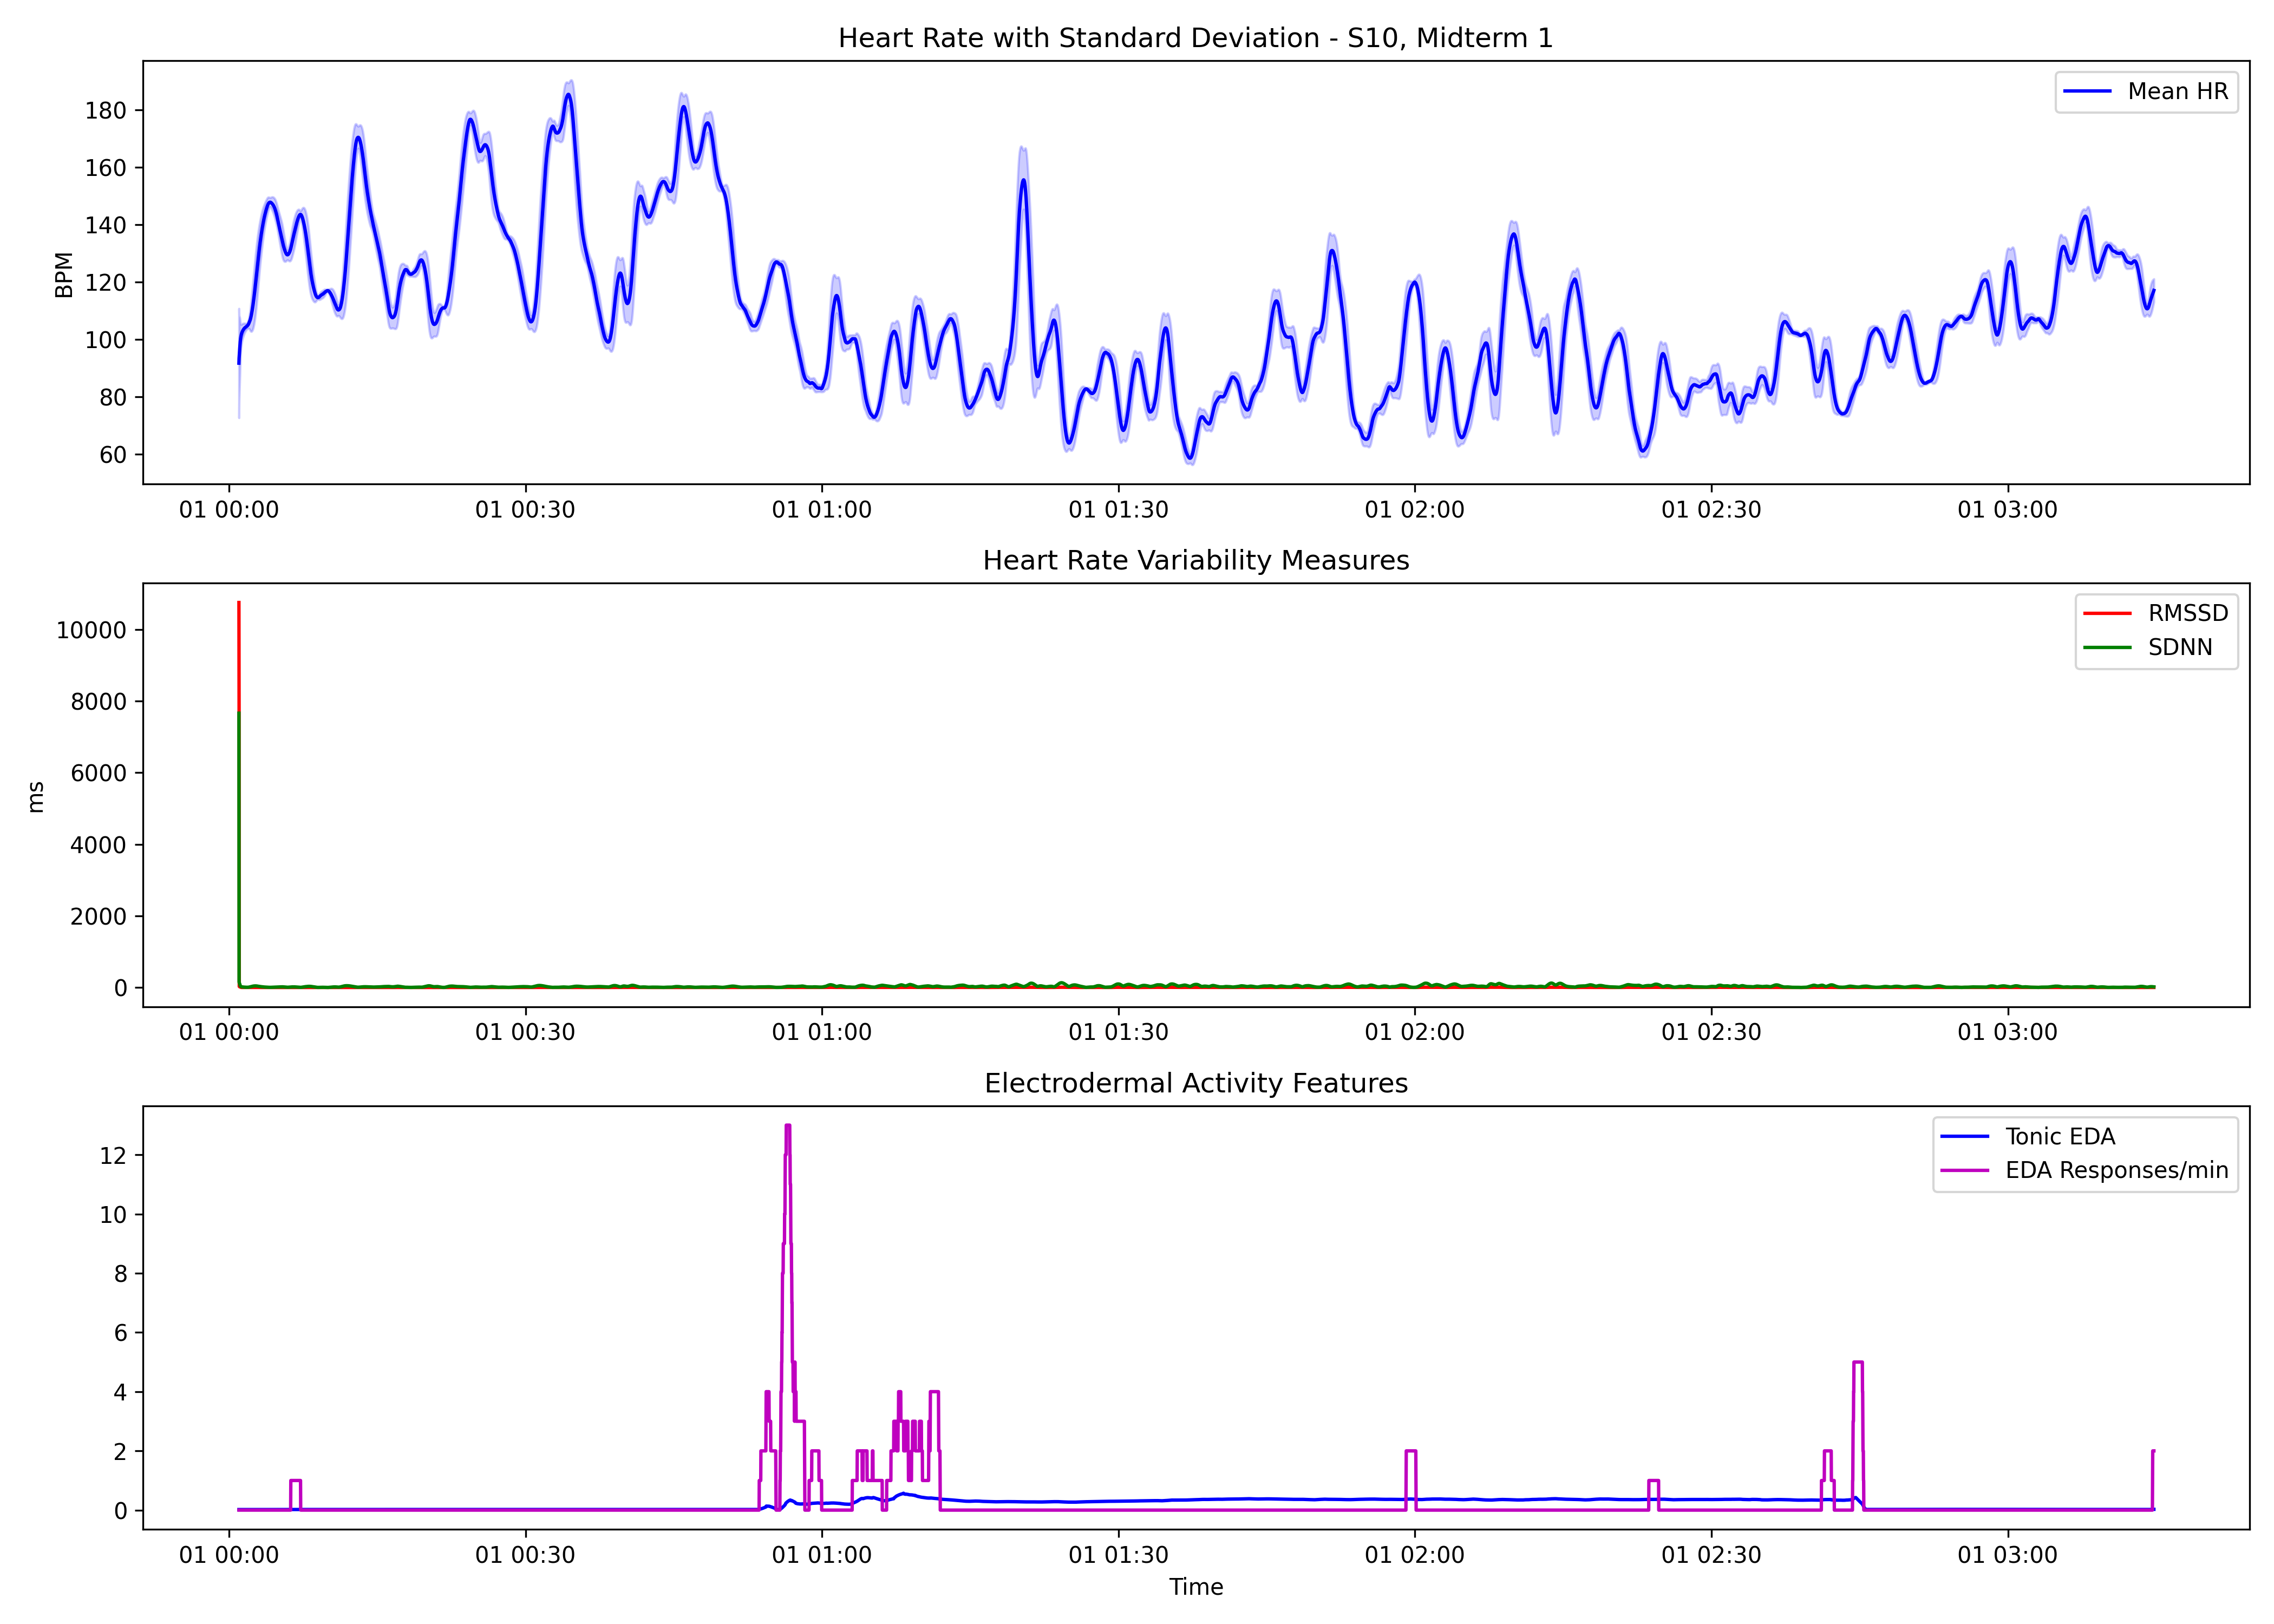 Heart Rate with Standard Deviation - S10, Midterm 1
Mean HR
BPM
180
160
140
120
100
80
60
01 00:00 01 00:30 01 01:00 01 01:30 01 02:00 01 02:30 01 03:00
Heart Rate Variability Measures
RMSSD
SDNN
ms
10000
8000
6000
4000
2000
0
01 00:00 01 00:30 01 01:00 01 01:30 01 02:00 01 02:30 01 03:00
Electrodermal Activity Features
Tonic EDA
EDA Responses/min
12
10
8
6
4
2
0
01 00:00 01 00:30 01 01:00 01 01:30 01 02:00 01 02:30 01 03:00
Time